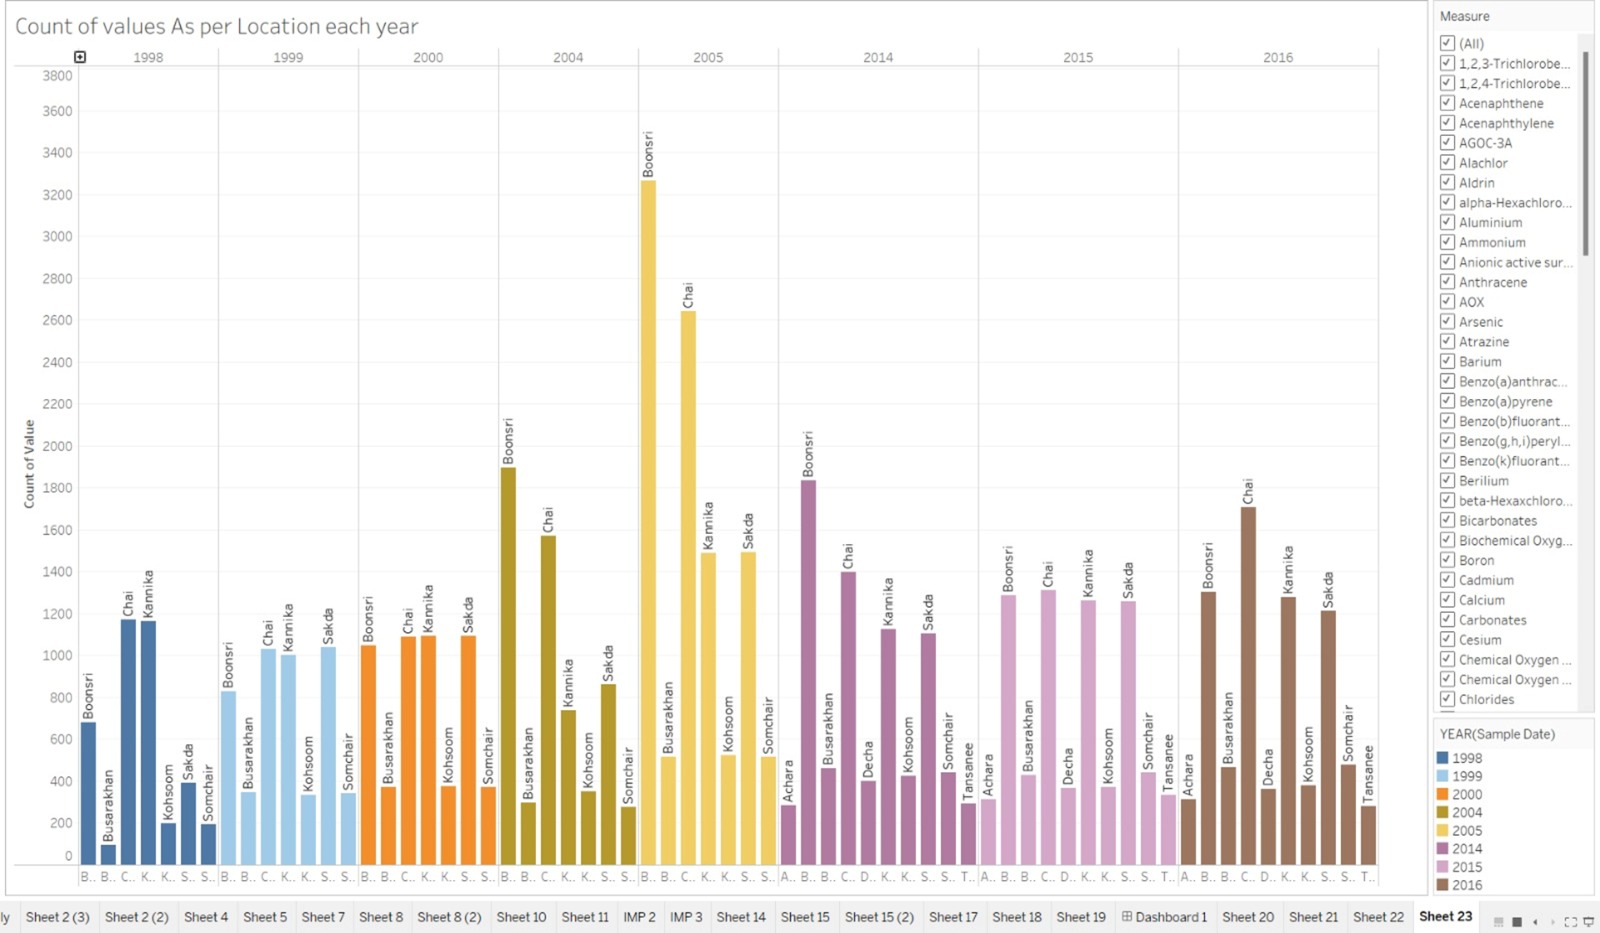 Count of values As per Location each year
1998 1999 2000 2004 2005 2014 2015 2016
Count of Value
3800
3600
3400
3200
3000
2800
2600
2400
2200
2000
1800
1600
1400
1200
1000
800
600
400
200
0
Boonsri Busarakhan Chai Kannika Kohsoom Sakda Somchair
Boonsri Busarakhan Chai Kannika Kohsoom Sakda Somchair
Boonsri Busarakhan Chai Kannika Kohsoom Sakda Somchair
Boonsri Busarakhan Chai Kannika Kohsoom Sakda Somchair
Boonsri Busarakhan Chai Kannika Kohsoom Sakda Somchair
Achara Boonsri Busarakhan Chai Decha Kannika Kohsoom Sakda Somchair Tansanee
Achara Boonsri Busarakhan Chai Decha Kannika Kohsoom Sakda Somchair Tansanee
Achara Boonsri Busarakhan Chai Decha Kannika Kohsoom Sakda Somchair Tansanee
B.. B.. C.. K.. K.. S.. S.. B.. B.. C.. K.. K.. S.. S.. B.. B.. C.. K.. K.. S.. S.. B.. B.. C.. K.. K.. S.. S.. B.. B.. C.. K.. K.. S.. S.. A.. B.. B.. C.. D.. K.. K.. S.. S.. T.. A.. B.. B.. C.. D.. K.. K.. S.. S.. T.. A.. B.. B.. C.. D.. K.. K.. S.. S.. T..
Measure
(All)
1,2,3-Trichlorobe...
1,2,4-Trichlorobe...
Acenaphthene
Acenaphthylene
AGOC-3A
Alachlor
Aldrin
alpha-Hexachloro...
Aluminium
Ammonium
Anionic active sur...
Anthracene
AOX
Arsenic
Atrazine
Barium
Benzo(a)anthrac...
Benzo(a)pyrene
Benzo(b)fluorant...
Benzo(g,h,i)peryl...
Benzo(k)fluorant...
Berilium
beta-Hexaxchloro...
Bicarbonates
Biochemical Oxyg...
Boron
Cadmium
Calcium
Carbonates
Cesium
Chemical Oxygen ...
Chemical Oxygen ...
Chlorides
YEAR(Sample Date)
1998
1999
2000
2004
2005
2014
2015
2016
ly Sheet 2 (3) Sheet 2 (2) Sheet 4 Sheet 5 Sheet 7 Sheet 8 Sheet 8 (2) Sheet 10 Sheet 11 IMP 2 IMP 3 Sheet 14 Sheet 15 Sheet 15 (2) Sheet 17 Sheet 18 Sheet 19 Dashboard 1 Sheet 20 Sheet 21 Sheet 22 Sheet 23